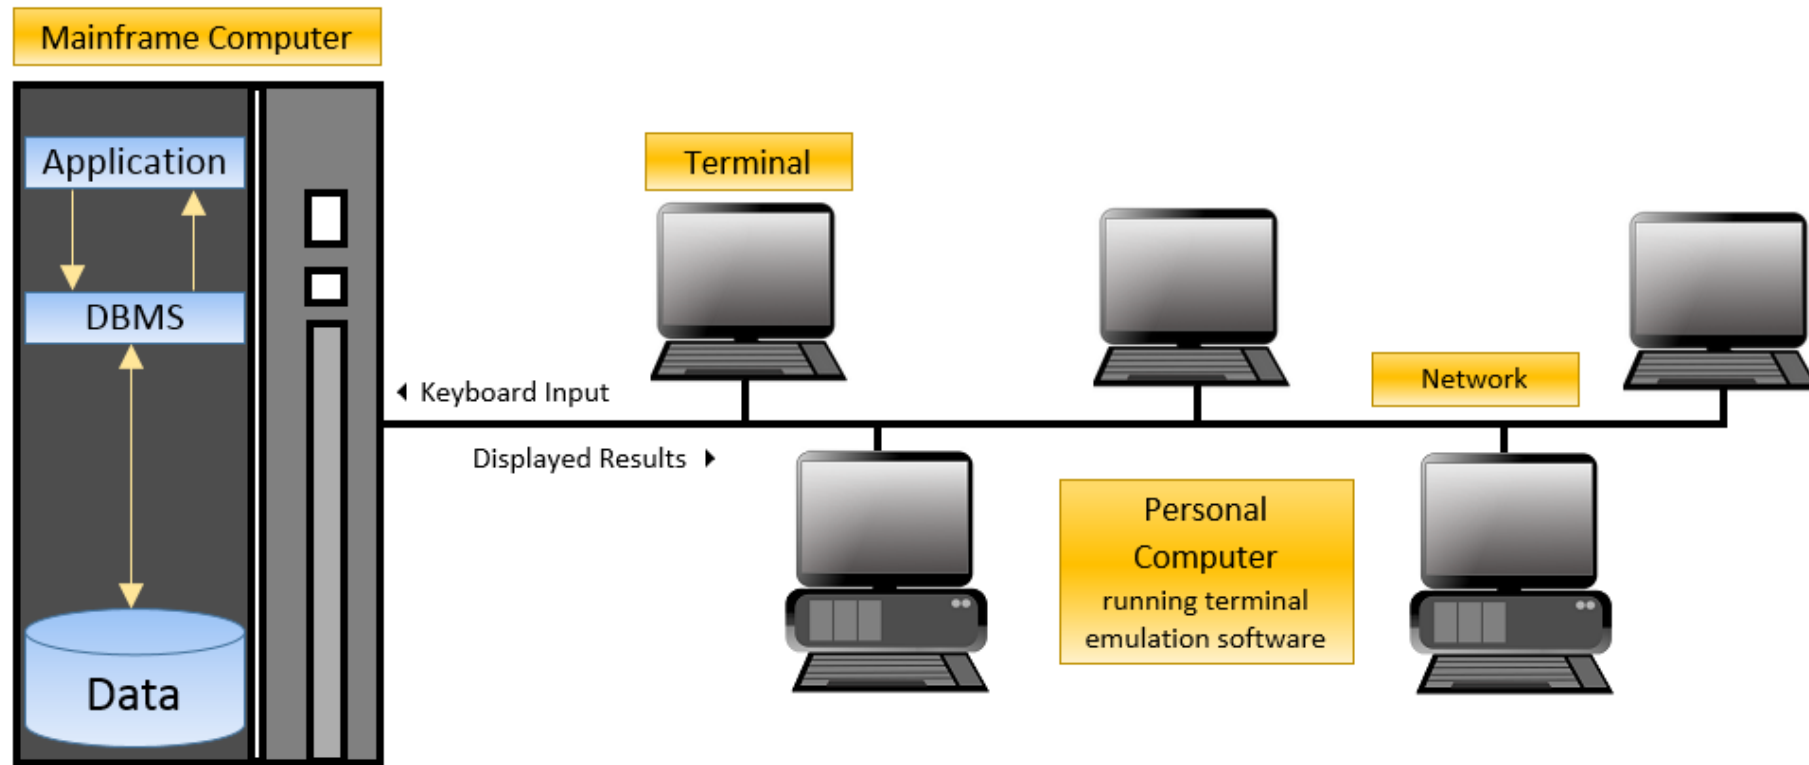 Mainframe Computer
Application
DBMS
Data
Terminal
Keyboard Input
Displayed Results
Network
Personal
Computer
running terminal
emulation software